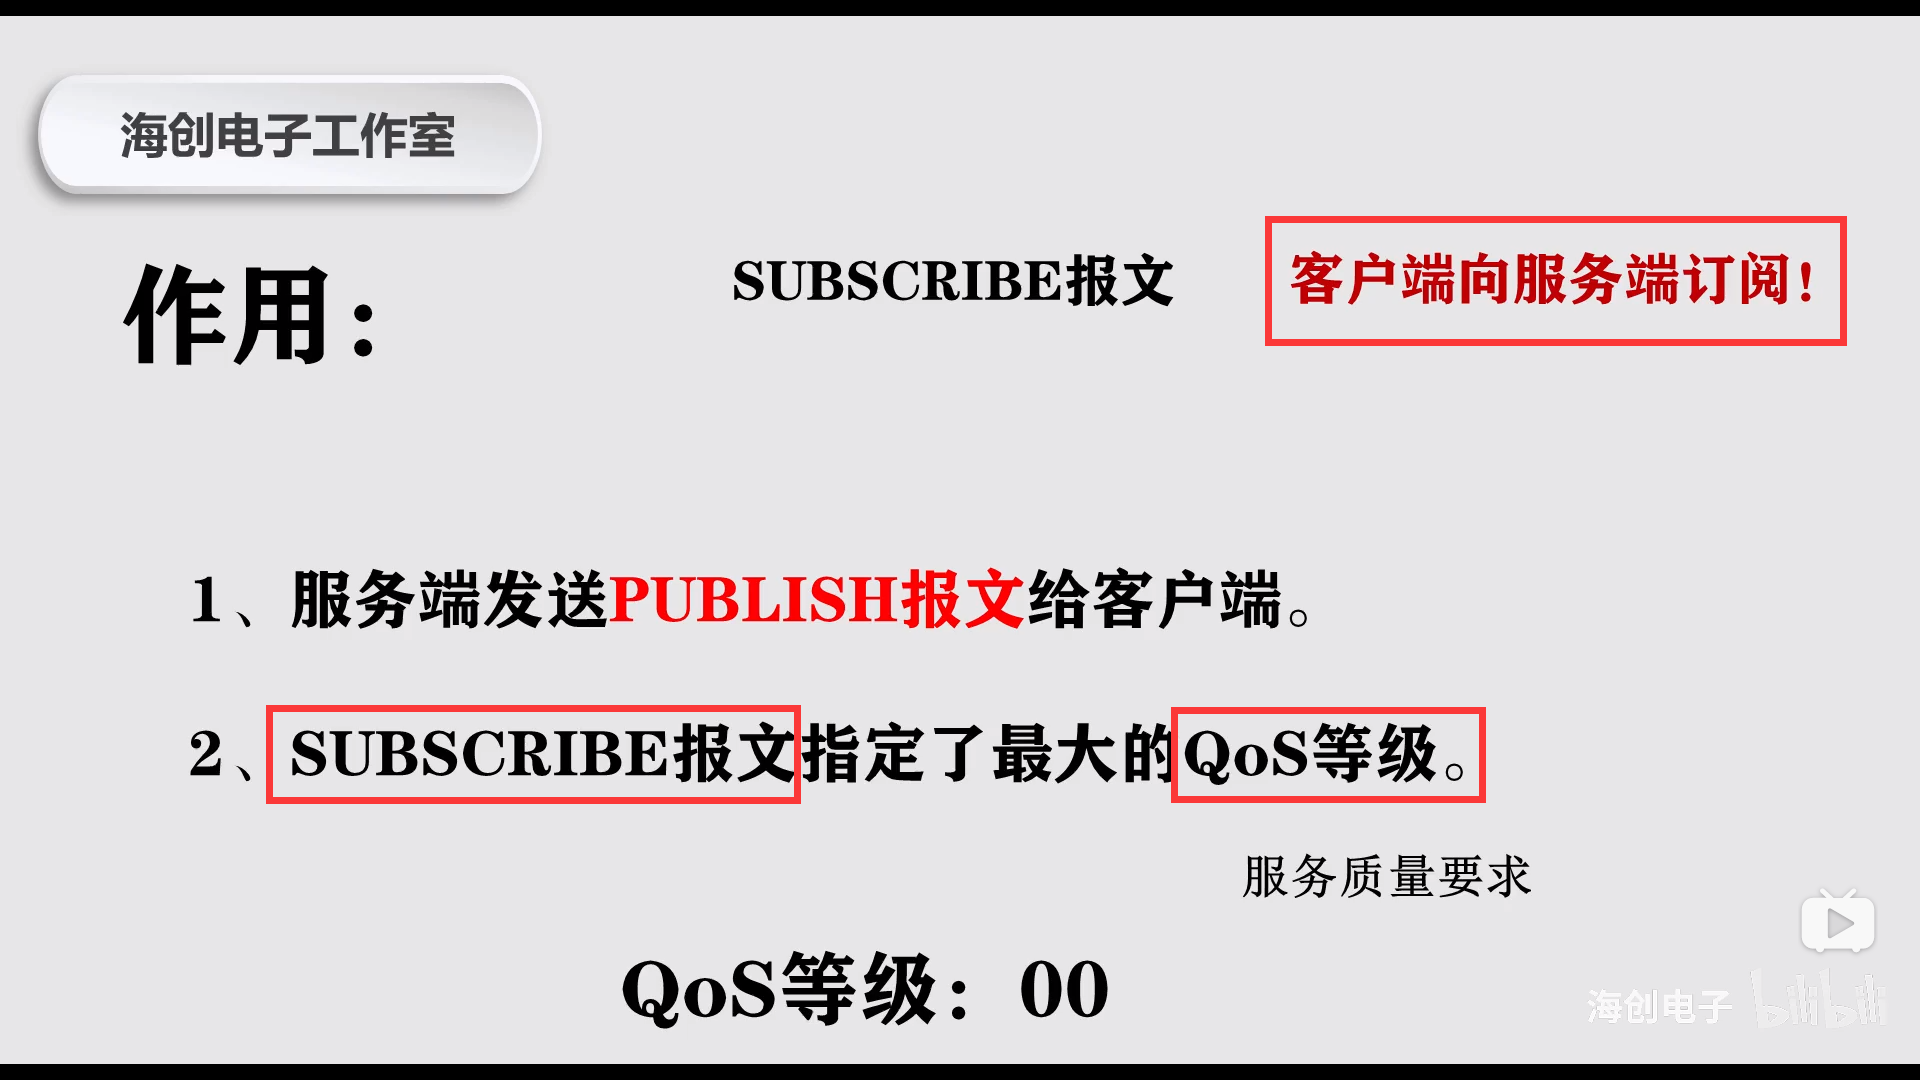 海创电子工作室
作用：
SUBSCRIBE报文
客户端向服务端订阅！
1、服务端发送PUBLISH报文给客户端。
2、SUBSCRIBE报文指定了最大的QoS等级。
服务质量要求
QoS等级：00
海创电子 bilibili